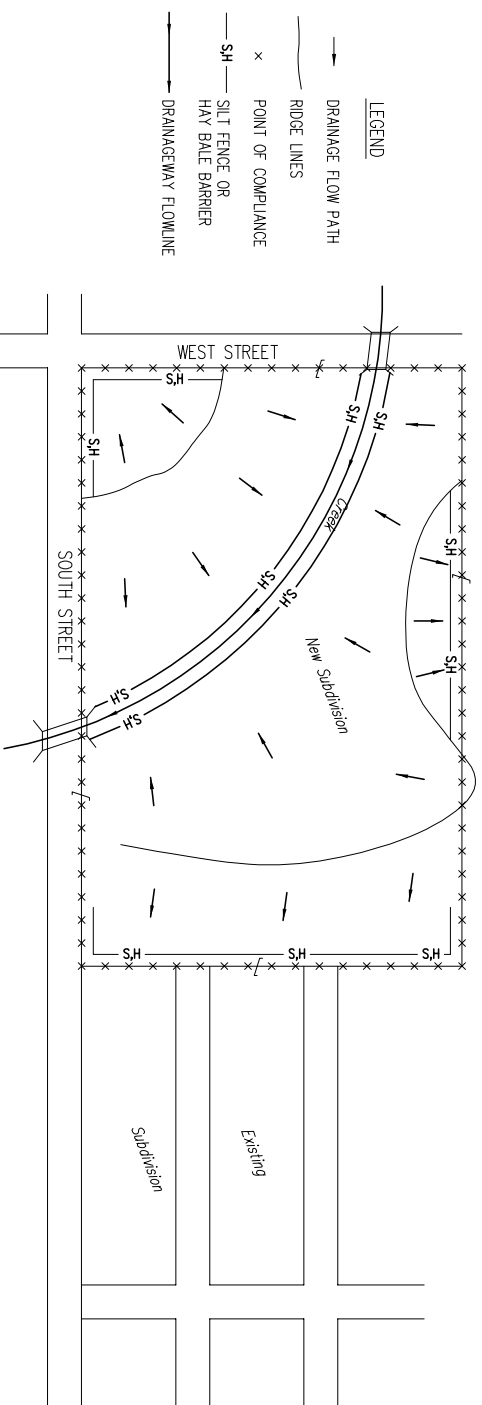 LEGEND
DRAINAGE FLOW PATH
RIDGE LINES
× POINT OF COMPLIANCE
S,H SILT FENCE OR
HAY BALE BARRIER
DRAINAGEWAY FLOWLINE
WEST STREET
SOUTH STREET
Creek
New Subdivision
Existing
Subdivision
S,H
S,H
S,H
S,H
S,H
S,H
S,H
S,H
S,H
S,H
S,H
S,H
S,H